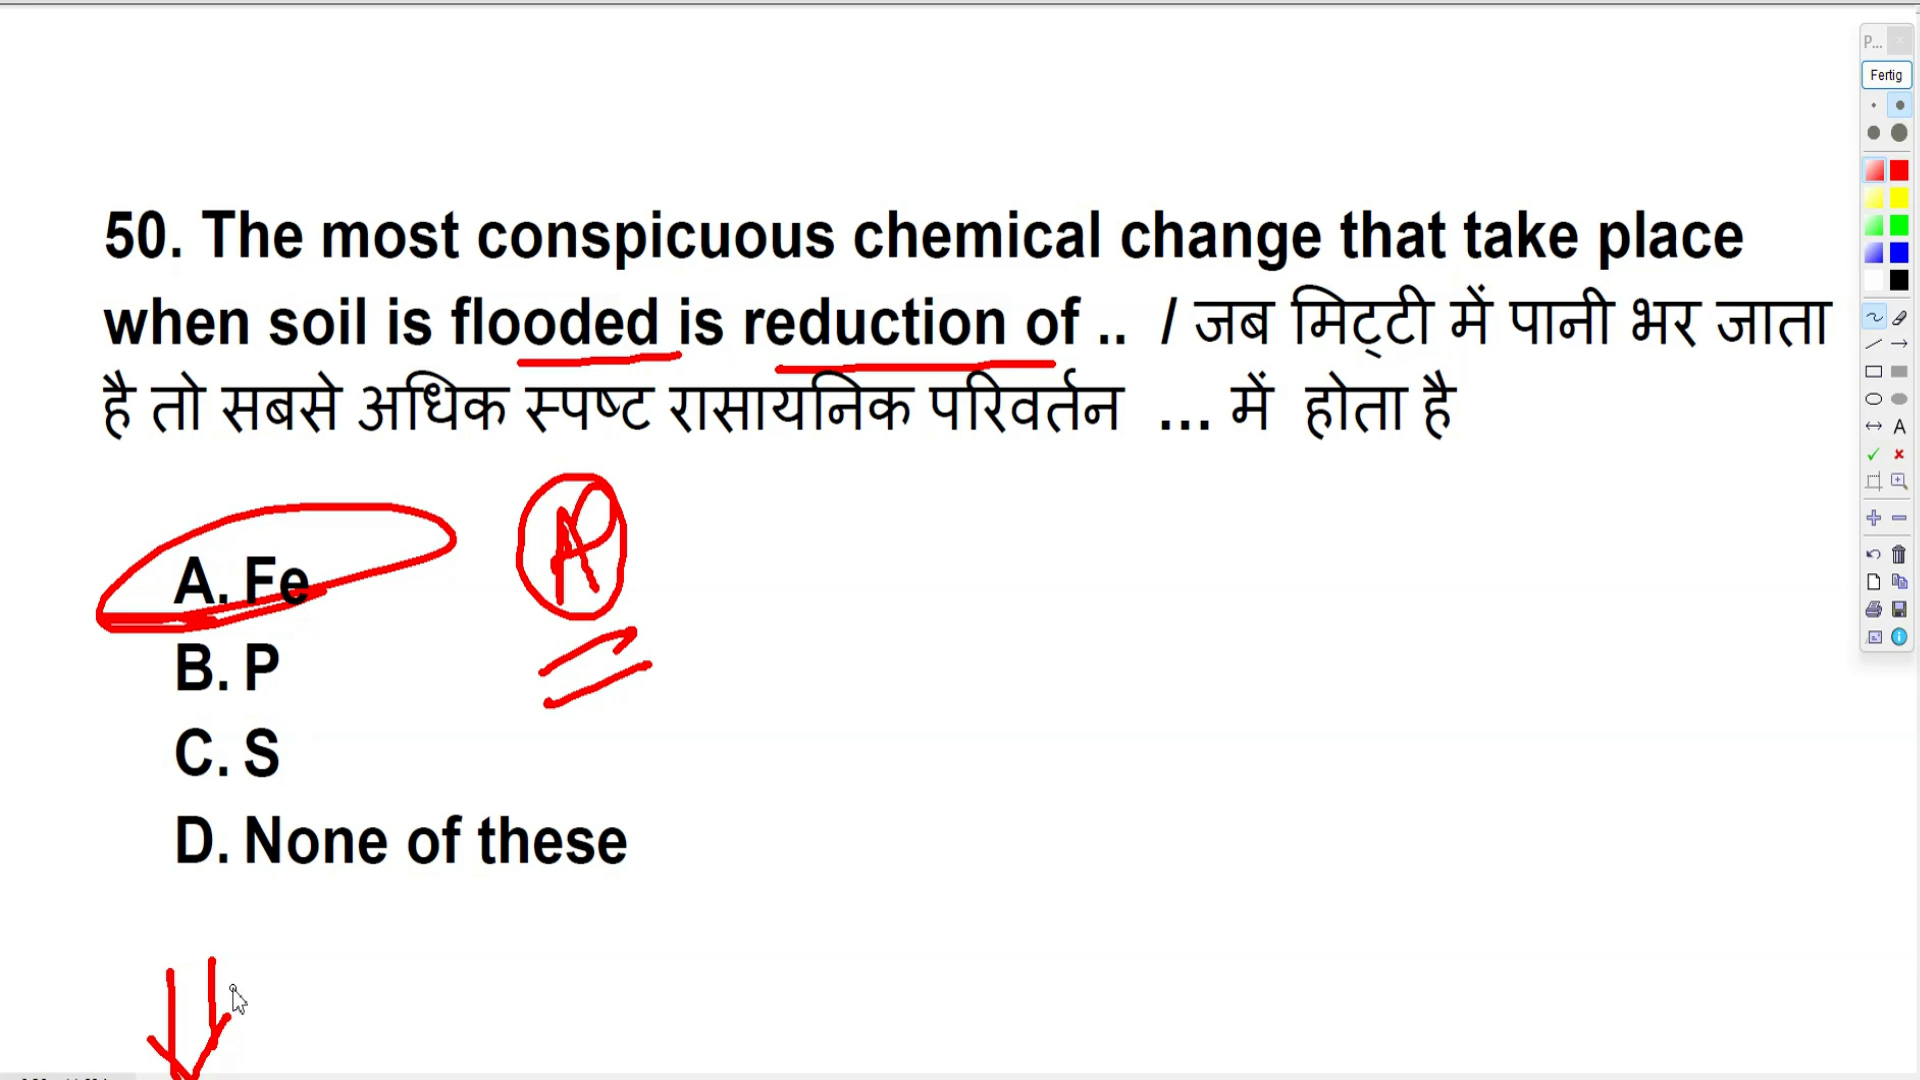 P...
Fertig
50. The most conspicuous chemical change that take place
when soil is flooded is reduction of .. / जब मिट्टी में पानी भर जाता
है तो सबसे अधिक स्पष्ट रासायनिक परिवर्तन ... में होता है
A
A. Fe
B. P
C. S
D. None of these
A